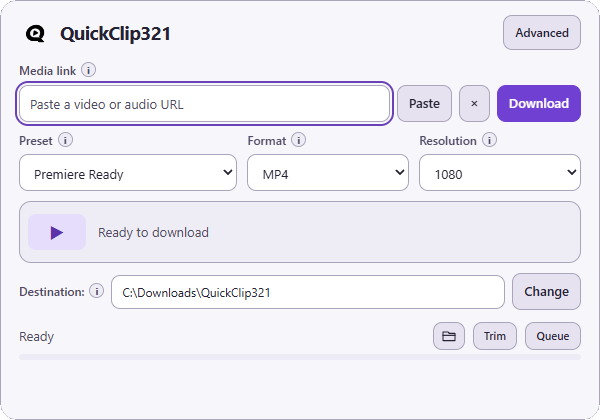 QuickClip321
Advanced
Media link i
Paste a video or audio URL
Paste
×
Download
Preset i
Format i
Resolution i
Premiere Ready
MP4
1080
Ready to download
Destination: i
C:\Downloads\QuickClip321
Change
Ready
Trim
Queue